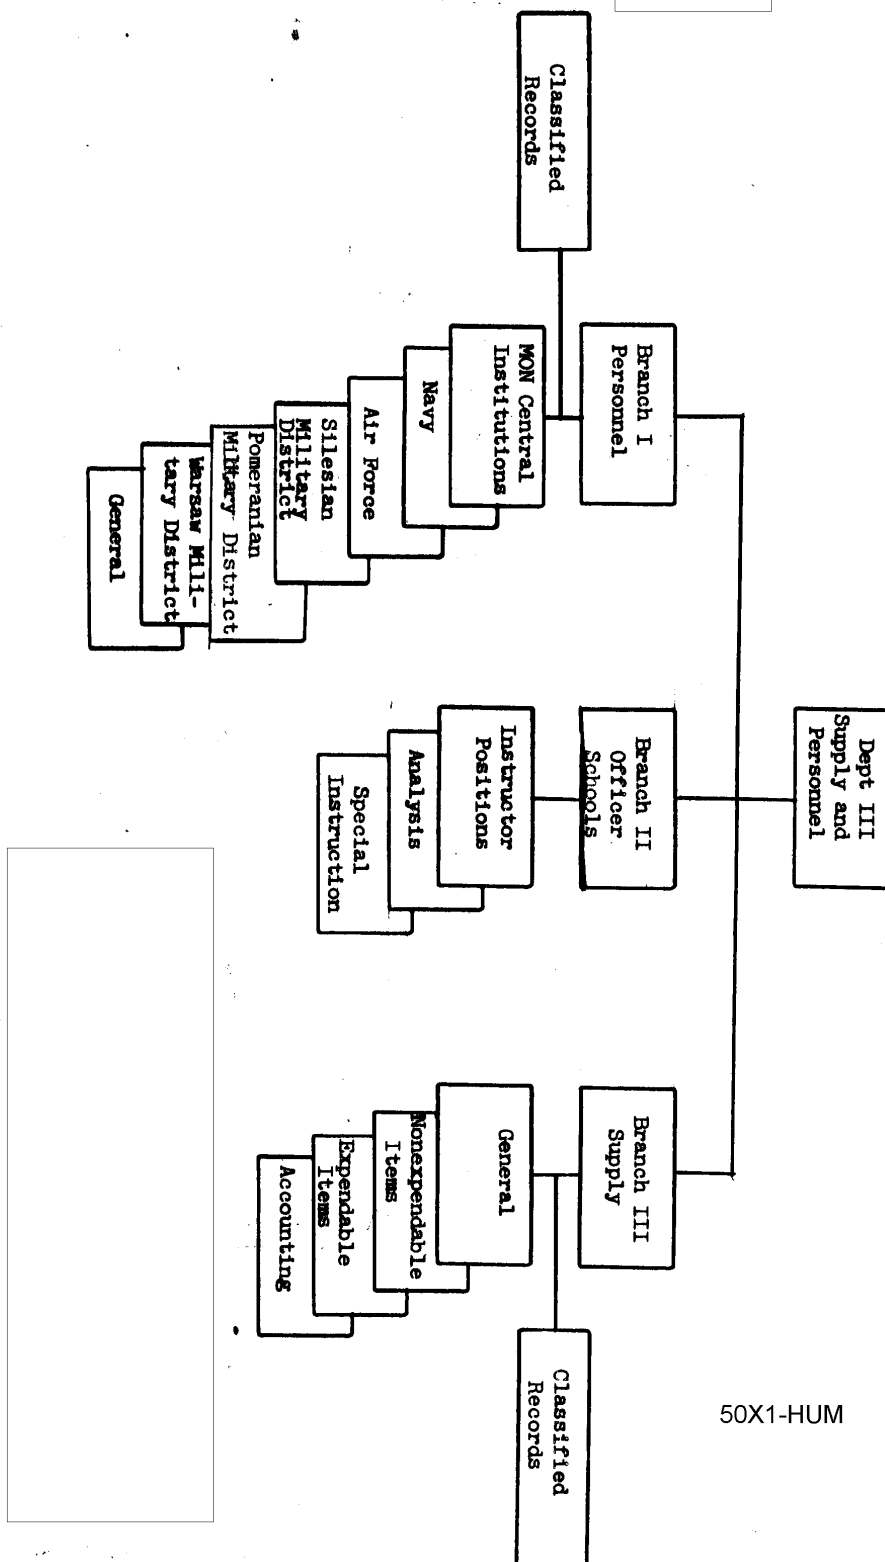 Dept III
Supply and
Personnel
Branch I
Personnel
Classified
Records
MON Central
Institutions
Navy
Air Force
Silesian
Military
District
Pomeranian
Military District
Warsaw Mili-
tary District
General
Branch II
Officer
Schools
Instructor
Positions
Analysis
Special
Instruction
Branch III
Supply
General
Nonexpendable
Items
Expendable
Items
Accounting
Classified
Records
50X1-HUM